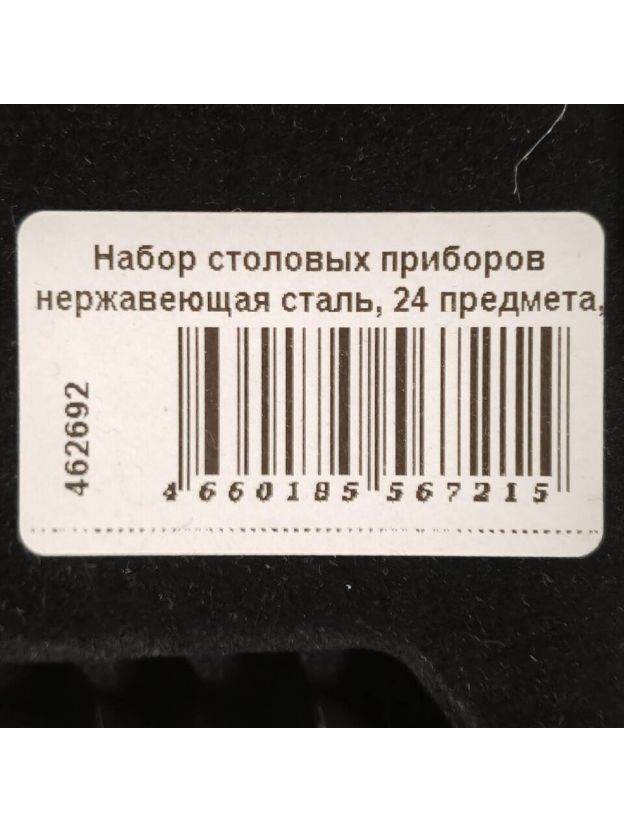 Набор столовых приборов
нержавеющая сталь, 24 предмета,
462692
4 660185 567215